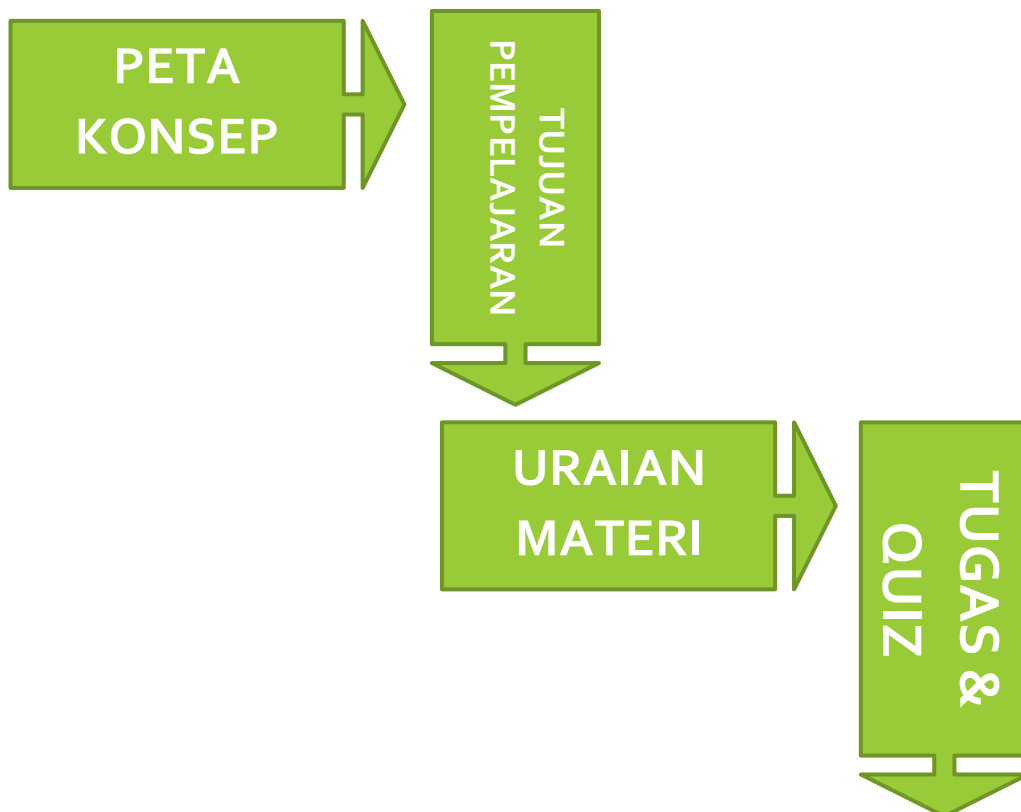 PETA
KONSEP
TUJUAN
PEMPELAJARAN
URAIAN
MATERI
TUGAS &
QUIZ